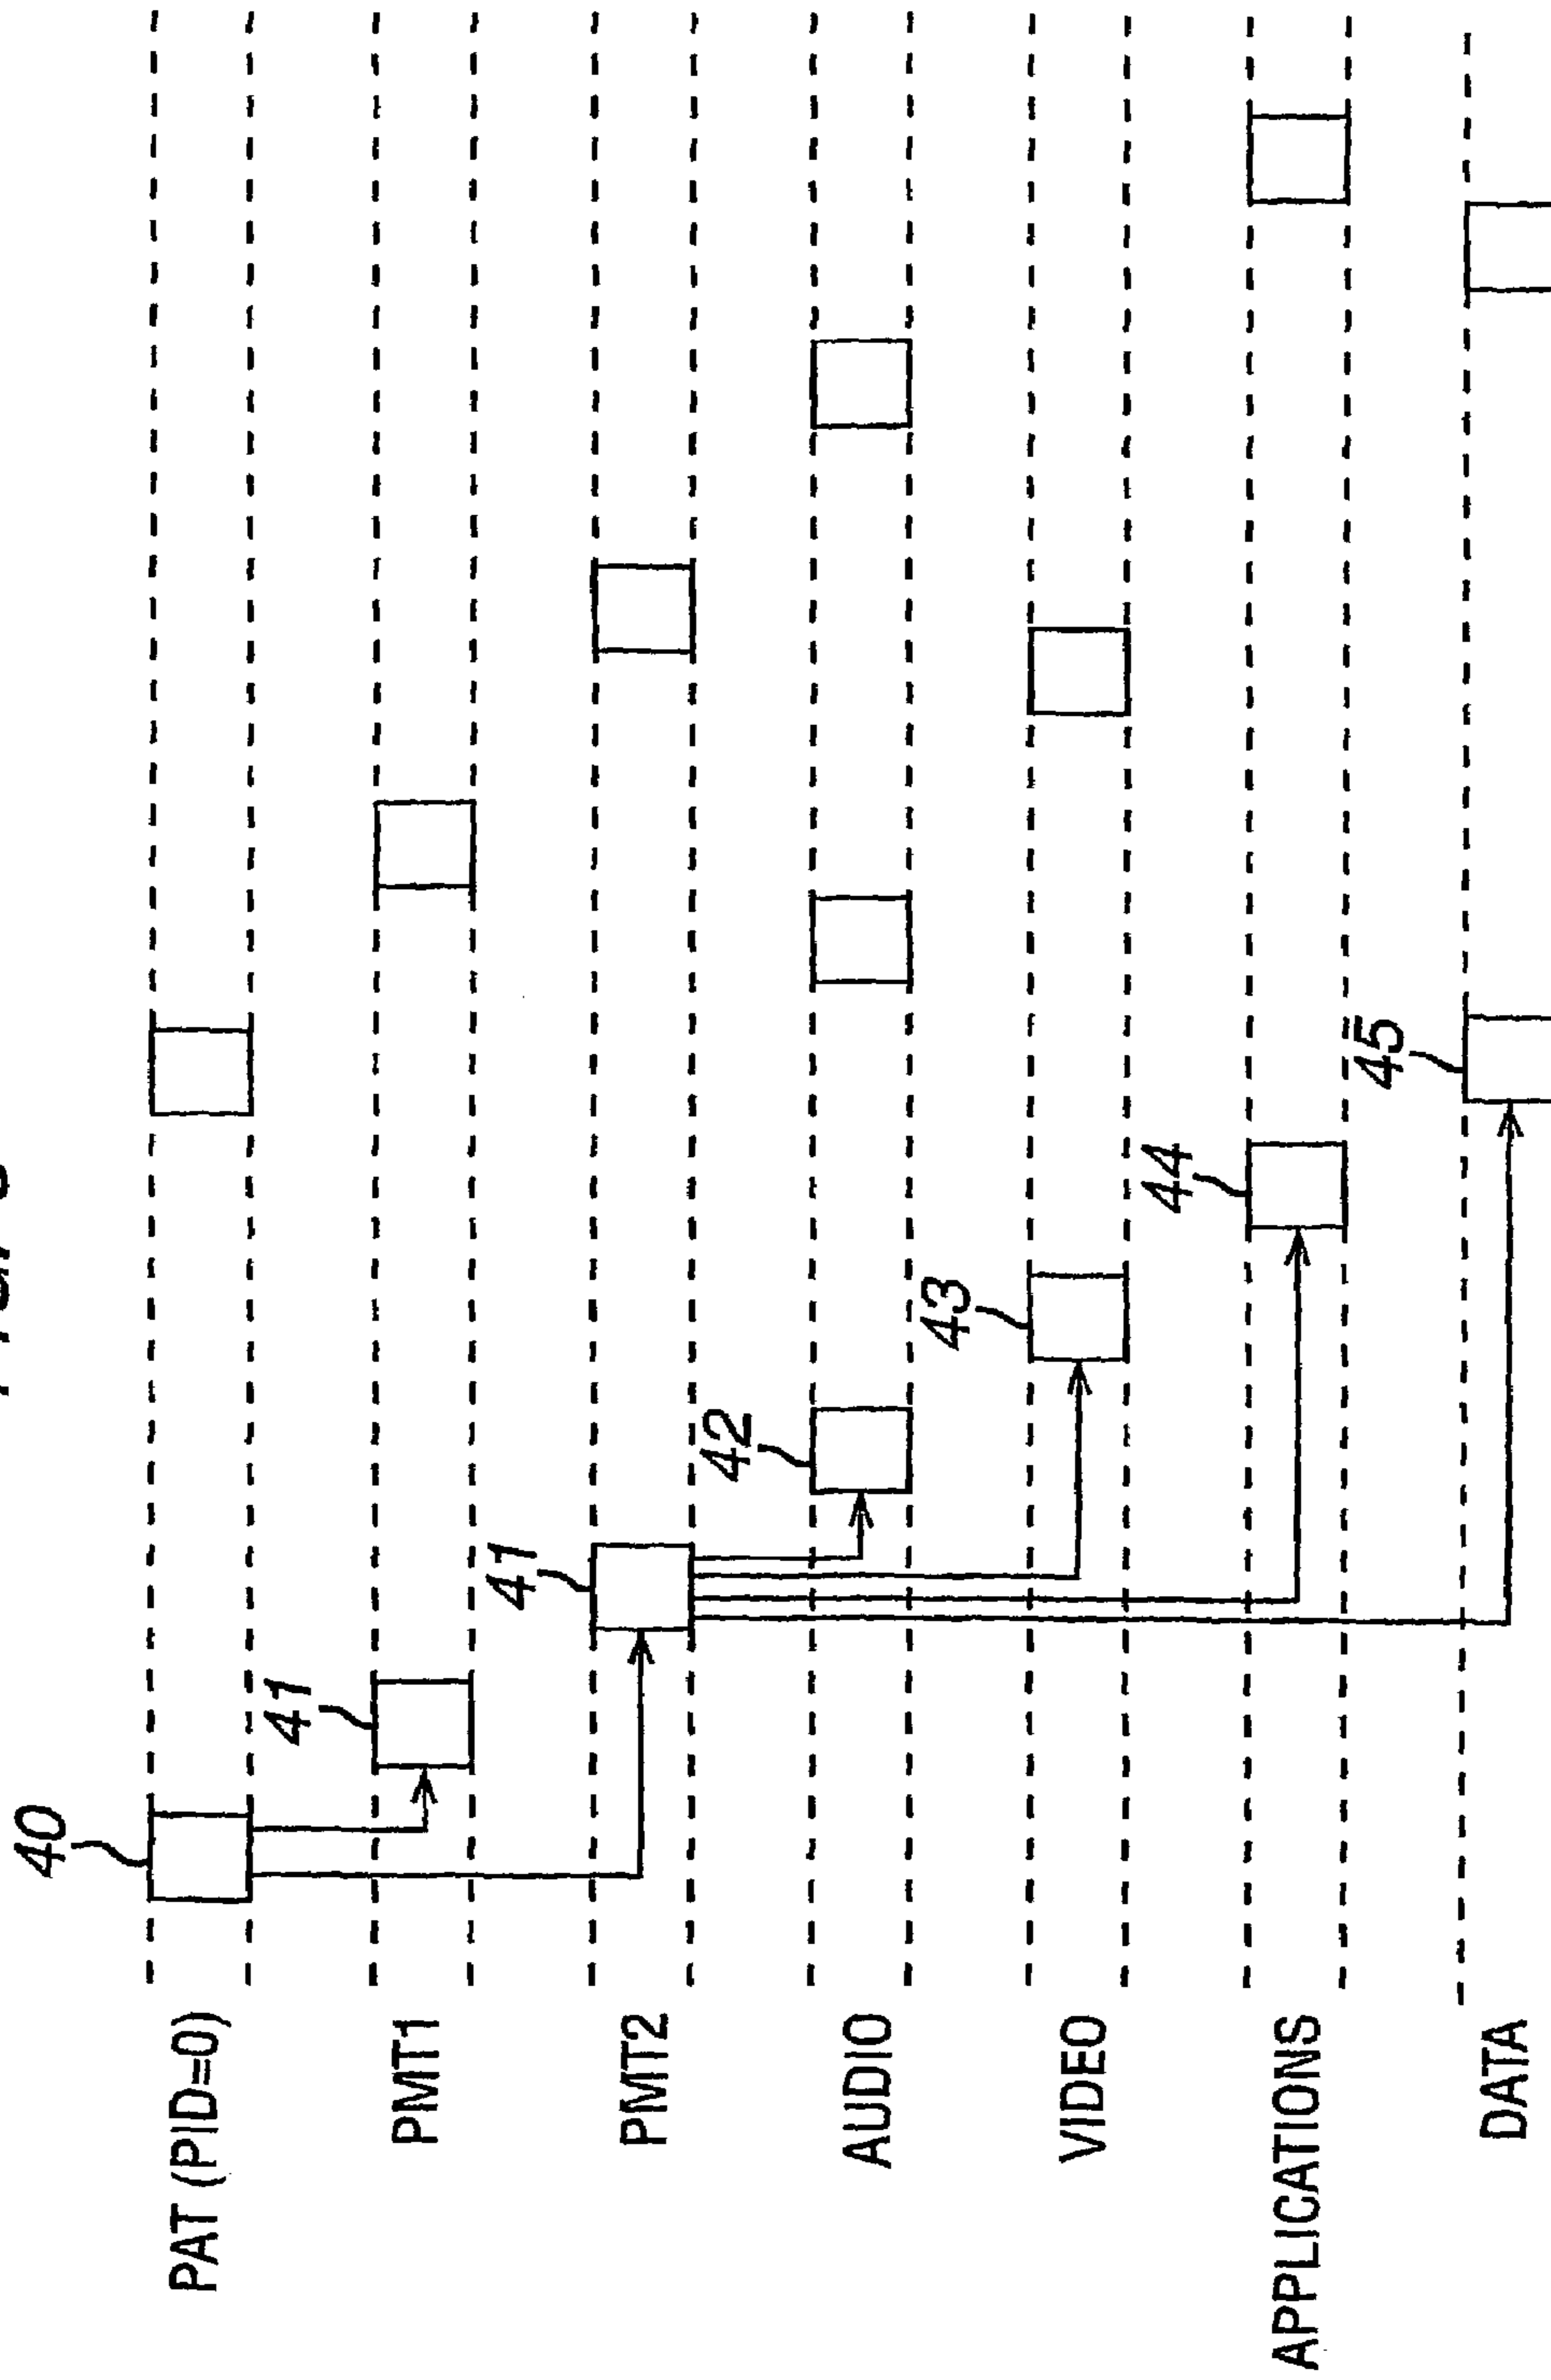 40
41
41
42
43
44
45
PAT (PID=0)
PMT1
PMT2
AUDIO
VIDEO
APPLICATIONS
DATA